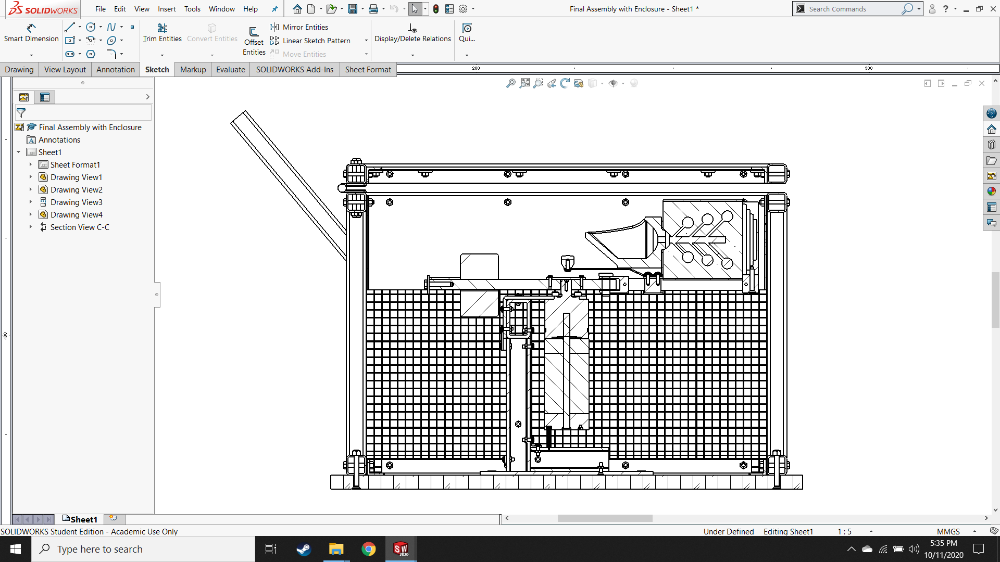 SOLIDWORKS
File Edit View Insert Tools Window Help
Final Assembly with Enclosure - Sheet1 *
Search Commands
?
Smart Dimension
Trim Entities
Convert Entities
Offset
Entities
Mirror Entities
Linear Sketch Pattern
Move Entities
Display/Delete Relations
Qui...
Drawing View Layout Annotation Sketch Markup Evaluate SOLIDWORKS Add-Ins Sheet Format
200
300
Final Assembly with Enclosure
A Annotations
Sheet1
Sheet Format1
Drawing View1
Drawing View2
Drawing View3
Drawing View4
Section View C-C
400
Sheet1
SOLIDWORKS Student Edition - Academic Use Only
Under Defined Editing Sheet1 1 : 5 MMGS
Type here to search
SW
2020
5:35 PM
10/11/2020